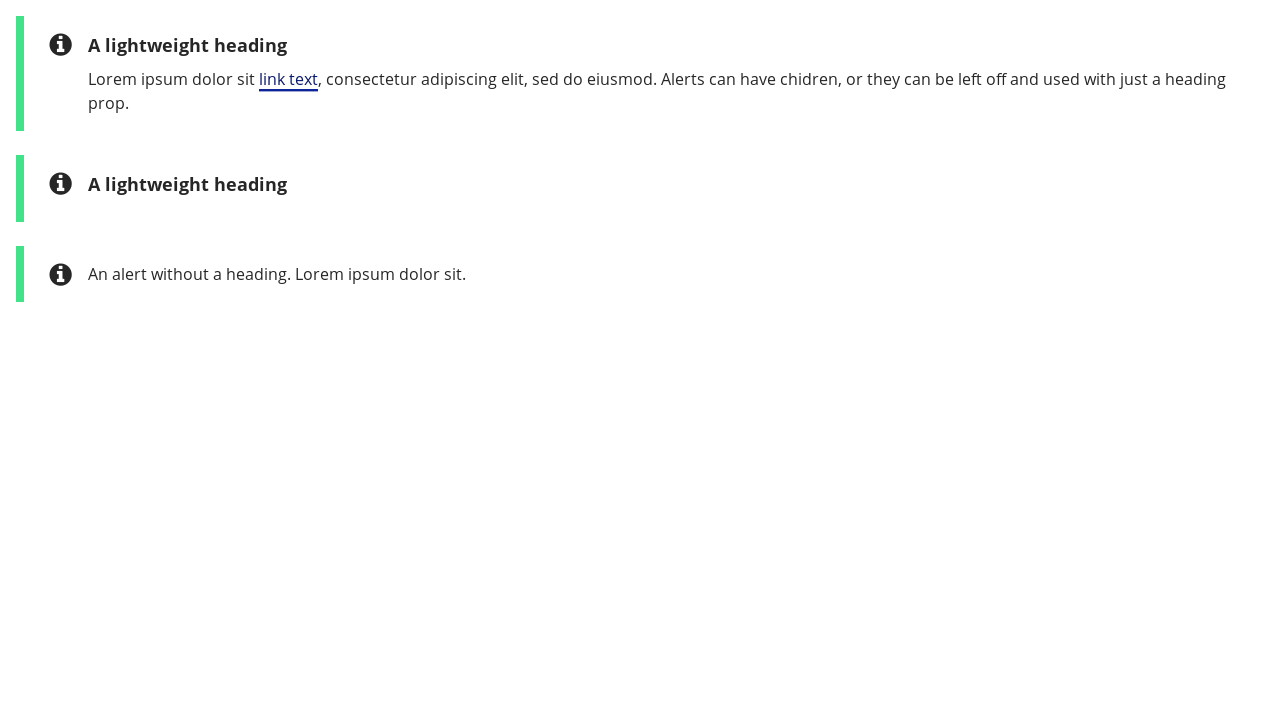 A lightweight heading
Lorem ipsum dolor sit link text, consectetur adipiscing elit, sed do eiusmod. Alerts can have chidren, or they can be left off and used with just a heading
prop.
A lightweight heading
An alert without a heading. Lorem ipsum dolor sit.